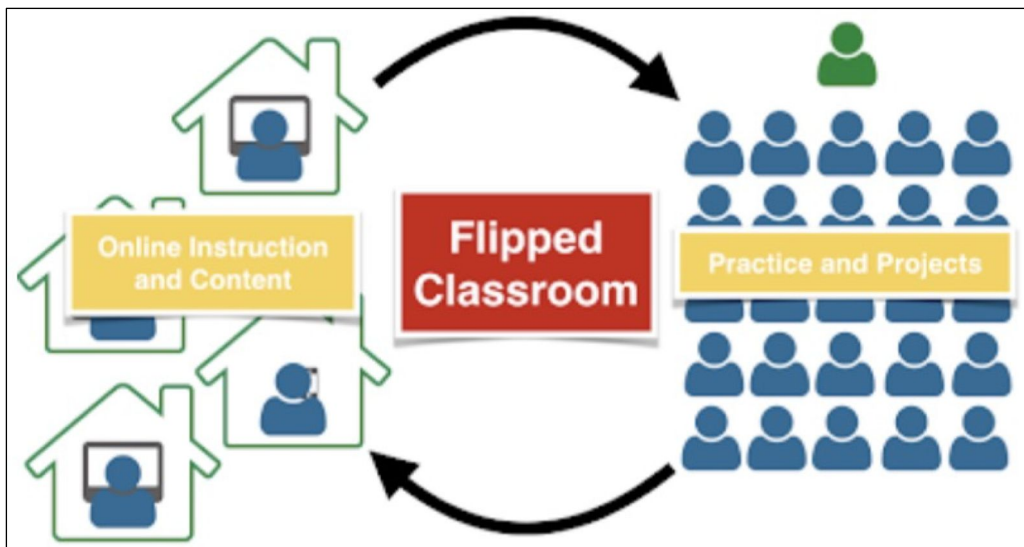 Online Instruction
and Content
Flipped
Classroom
Practice and Projects